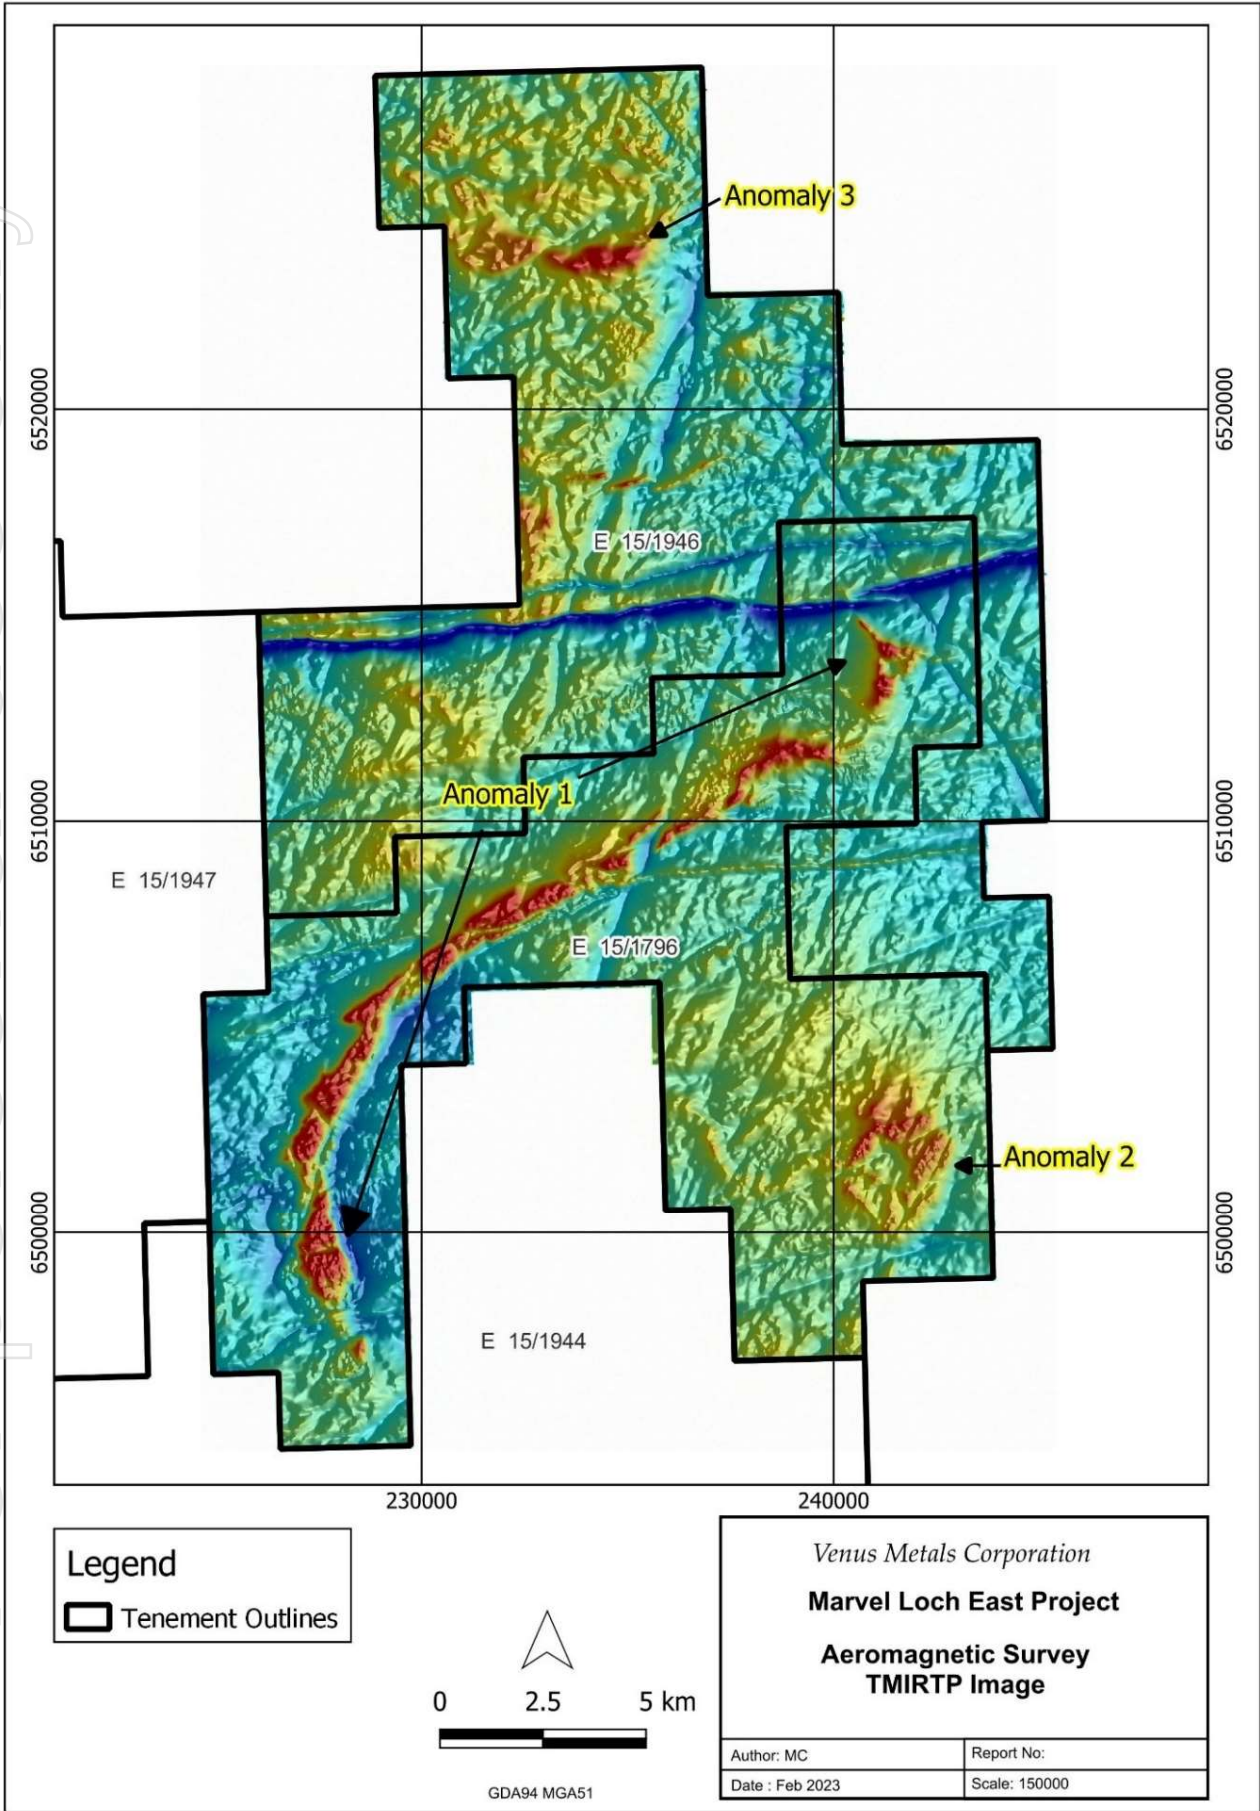 Anomaly 3
6520000
6520000
E 15/1946
Anomaly 1
6510000
6510000
E 15/1947
E 15/1796
Anomaly 2
6500000
6500000
E 15/1944
230000
240000
Legend
Tenement Outlines
0 2.5 5 km
GDA94 MGA51
Venus Metals Corporation
Marvel Loch East Project
Aeromagnetic Survey
TMIRTP Image
Author: MC
Report No:
Date : Feb 2023
Scale: 150000